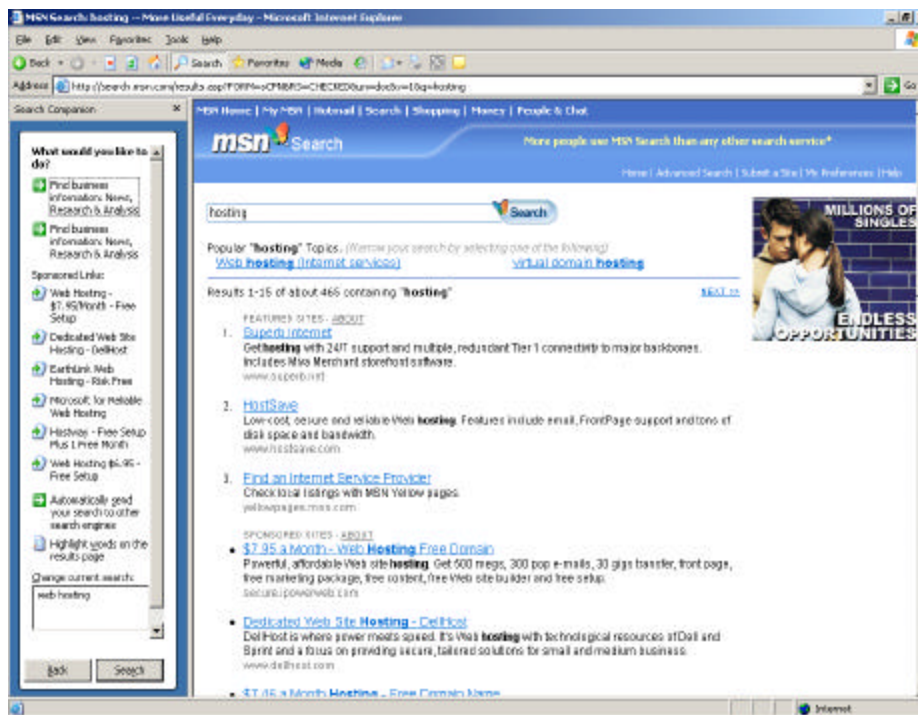 MSN Search: hosting -- More Useful Everyday - Microsoft Internet Explorer
File Edit View Favorites Tools Help
Back Search Favorites Media
Address http://search.msn.com/results.asp? Go
Search Companion
MSN Home | My MSN | Hotmail | Search | Shopping | Money | People & Chat
msn Search
More people use MSN Search than any other search service*
Home | Advanced Search | Submit a Site | My Preferences | Help
What would you like to
do?
Find business
information: News,
Research & Analysis
Find business
information: News,
Research & Analysis
Sponsored Links:
Web Hosting -
$7.95/Month - Free
Setup
Dedicated Web Site
Hosting - DellHost
EarthLink Web
Hosting - Risk Free
Microsoft for Reliable
Web Hosting
Hostway - Free Setup
Plus 1 Free Month
Web Hosting $6.95 -
Free Setup
Automatically send
your search to other
search engines
Highlight words on the
results page
Change current search:
web hosting
Back Search
hosting
Search
Popular "hosting" Topics. (Narrow your search by selecting one of the following)
Web hosting (Internet services) virtual domain hosting
Results 1-15 of about 465 containing "hosting" NEXT >>
FEATURED SITES - ABOUT
1. Superb Internet
Get hosting with 24/7 support and multiple, redundant Tier 1 connectivity to major backbones.
Includes Miva Merchant storefront software.
www.superb.net
2. HostSave
Low-cost, secure and reliable Web hosting. Features include email, FrontPage support and tons of
disk space and bandwidth.
www.hostsave.com
3. Find an Internet Service Provider
Check local listings with MSN Yellow pages.
yellowpages.msn.com
SPONSORED SITES - ABOUT
• $7.95 a Month - Web Hosting Free Domain
Powerful, affordable Web site hosting. Get 500 megs, 300 pop e-mails, 30 gigs transfer, front page,
free marketing package, free content, free Web site builder and free setup.
secure.ipowerweb.com
• Dedicated Web Site Hosting - DellHost
DellHost is where power meets speed. It's Web hosting with technological resources of Dell and
Sprint and a focus on providing secure, tailored solutions for small and medium business.
www.dellhost.com
• $7.46 a Month Hosting - Free Domain Name
MILLIONS OF
SINGLES
ENDLESS
OPPORTUNITIES
Internet